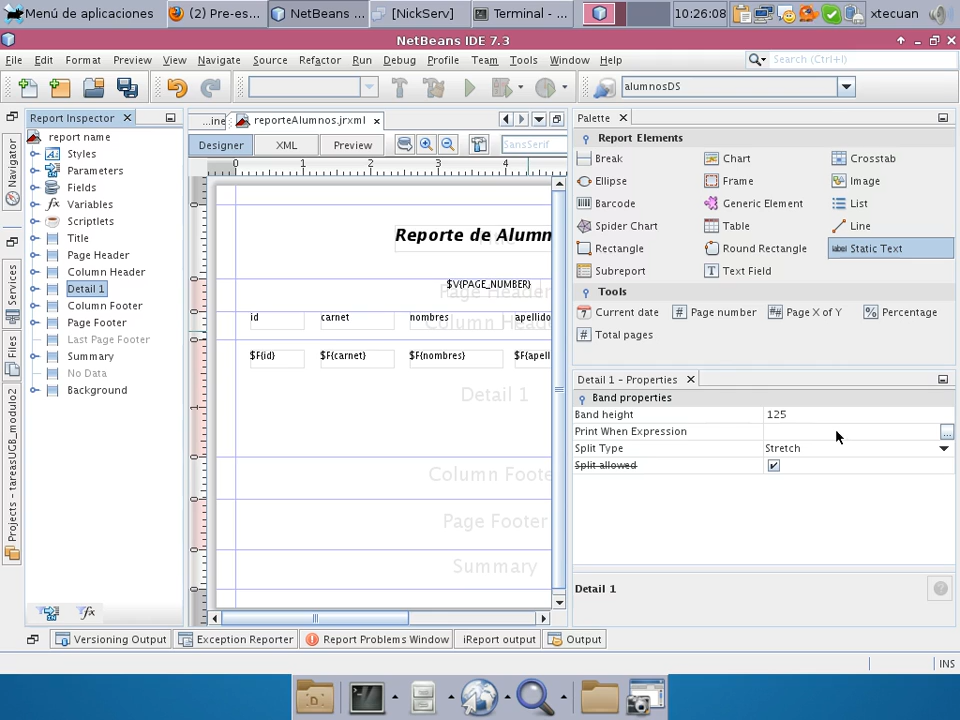 Menú de aplicaciones
(2) Pre-es...
NetBeans ...
[NickServ]
Terminal - ...
10:26:08
xtecuan
NetBeans IDE 7.3
File Edit Format Preview View Navigate Source Refactor Run Debug Profile Team Tools Window Help
Search (Ctrl+I)
alumnosDS
Report Inspector
report name
Styles
Parameters
Fields
Variables
Scriptlets
Title
Page Header
Column Header
Detail 1
Column Footer
Page Footer
Last Page Footer
Summary
No Data
Background
Navigator
Services
Files
Projects - tareasUGB_modulo2
...ine
reporteAlumnos.jrxml
Designer XML Preview
SansSerif
0 1 2 3 4
Reporte de Alumn
$V{PAGE_NUMBER}
Page Header
id carnet nombres apellido
Column Head
$F{id} $F{carnet} $F{nombres} $F{apell
Detail 1
Column Foote
Page Footer
Summary
Palette
Report Elements
Break Chart Crosstab
Ellipse Frame Image
Barcode Generic Element List
Spider Chart Table Line
Rectangle Round Rectangle label Static Text
Subreport Text Field
Tools
Current date # Page number ## Page X of Y % Percentage
# Total pages
Detail 1 - Properties
Band properties
Band height 125
Print When Expression ...
Split Type Stretch
Split allowed
Detail 1
Versioning Output Exception Reporter Report Problems Window iReport output Output
INS